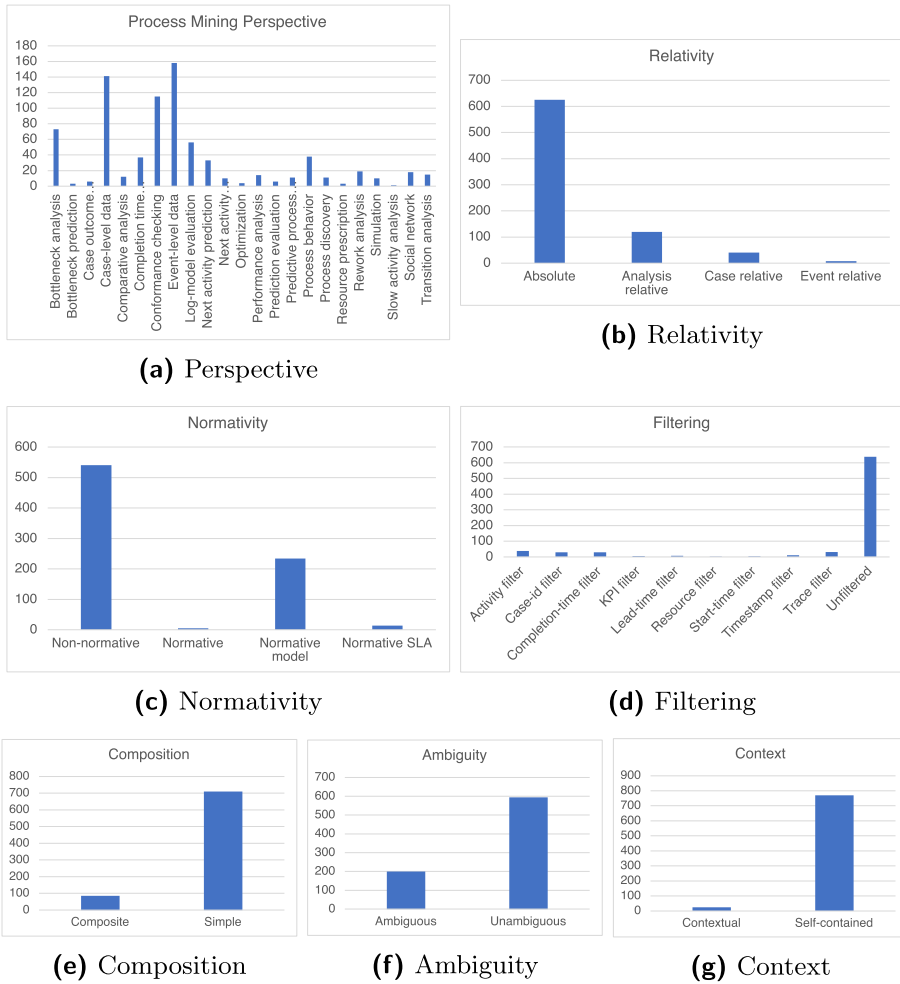 Process Mining Perspective
180
160
140
120
100
80
60
40
20
0
Bottleneck analysis
Bottleneck prediction
Case outcome…
Case-level data
Comparative analysis
Completion time…
Conformance checking
Event-level data
Log-model evaluation
Next activity prediction
Next activity…
Optimization
Performance analysis
Prediction evaluation
Predictive process…
Process behavior
Process discovery
Resource prescription
Rework analysis
Simulation
Slow activity analysis
Social network
Transition analysis
(a) Perspective
Relativity
700
600
500
400
300
200
100
0
Absolute
Analysis
relative
Case relative
Event relative
(b) Relativity
Normativity
600
500
400
300
200
100
0
Non-normative
Normative
Normative
model
Normative SLA
(c) Normativity
Filtering
700
600
500
400
300
200
100
0
Activity filter
Case-id filter
Completion-time filter
KPI filter
Lead-time filter
Resource filter
Start-time filter
Timestamp filter
Trace filter
Unfiltered
(d) Filtering
Composition
800
700
600
500
400
300
200
100
0
Composite
Simple
(e) Composition
Ambiguity
700
600
500
400
300
200
100
0
Ambiguous
Unambiguous
(f) Ambiguity
Context
900
800
700
600
500
400
300
200
100
0
Contextual
Self-contained
(g) Context